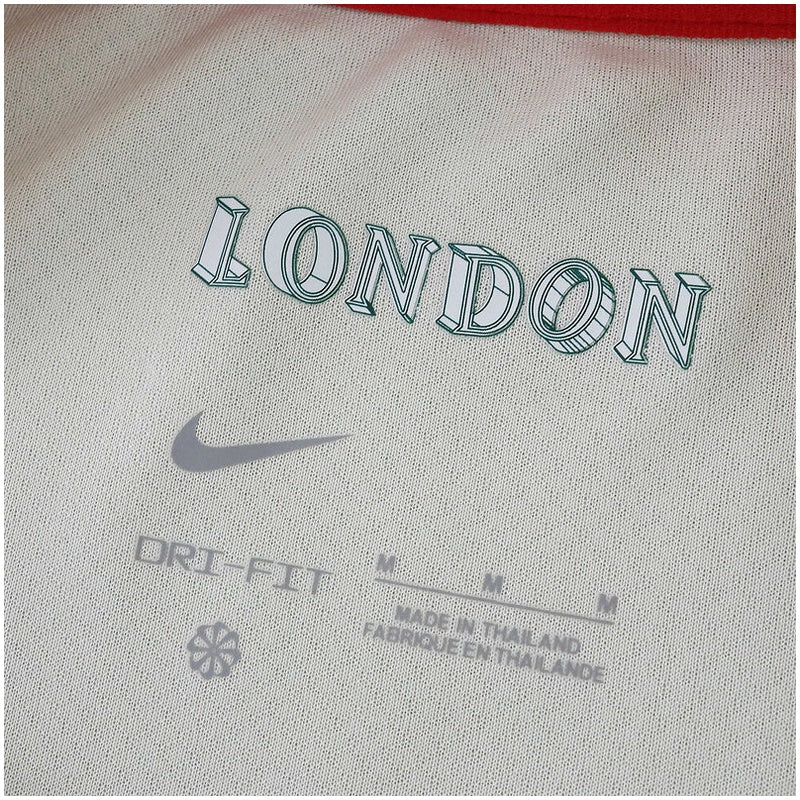 LONDON
DRI-FIT
M M M
MADE IN THAILAND
FABRIQUE EN THAILANDE